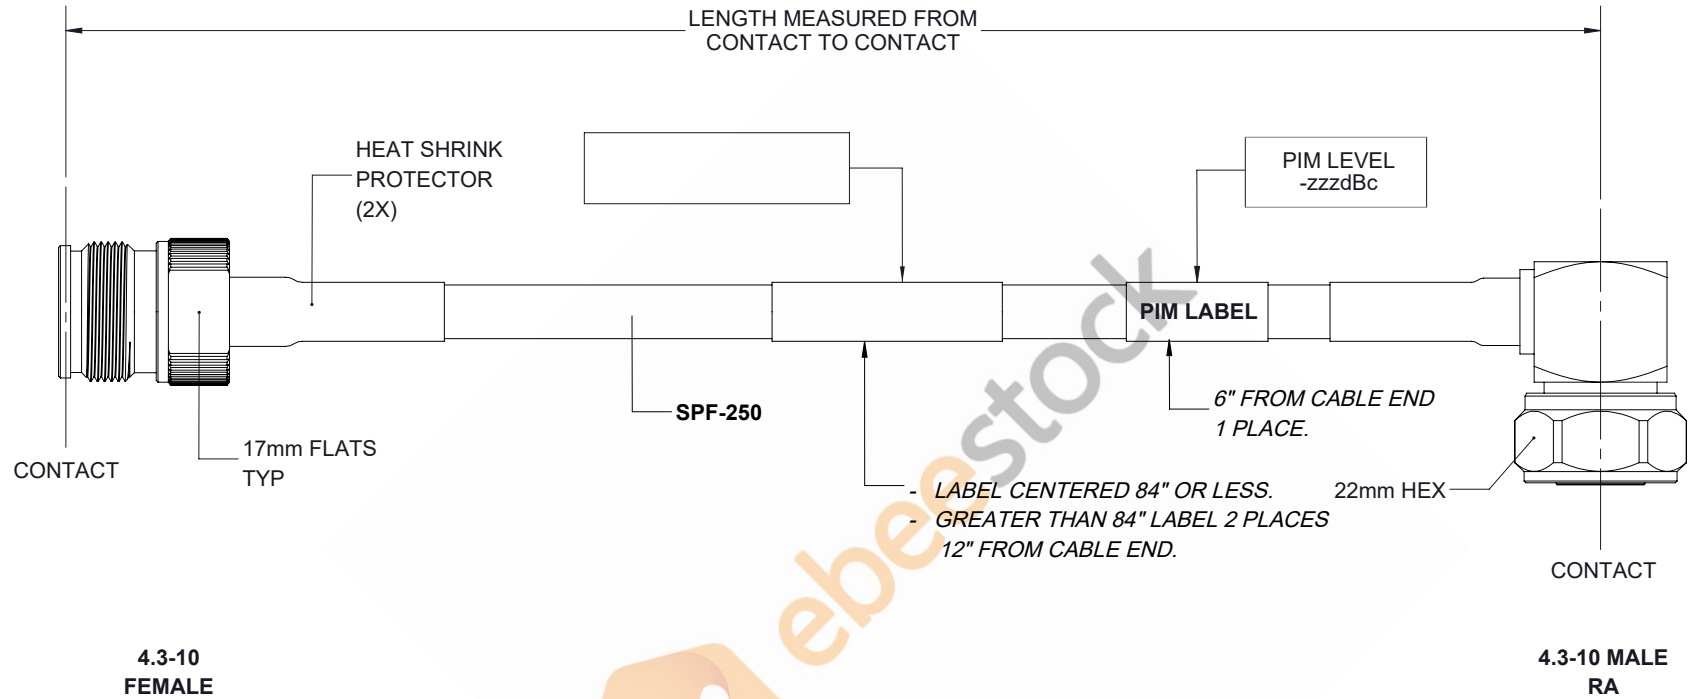 LENGTH MEASURED FROM
CONTACT TO CONTACT
HEAT SHRINK
PROTECTOR
(2X)
PIM LEVEL
-zzzdBc
PIM LABEL
SPF-250
6" FROM CABLE END
1 PLACE.
17mm FLATS
TYP
CONTACT
- LABEL CENTERED 84" OR LESS.
- GREATER THAN 84" LABEL 2 PLACES
12" FROM CABLE END.
22mm HEX
CONTACT
4.3-10
FEMALE
4.3-10 MALE
RA
ebeestock